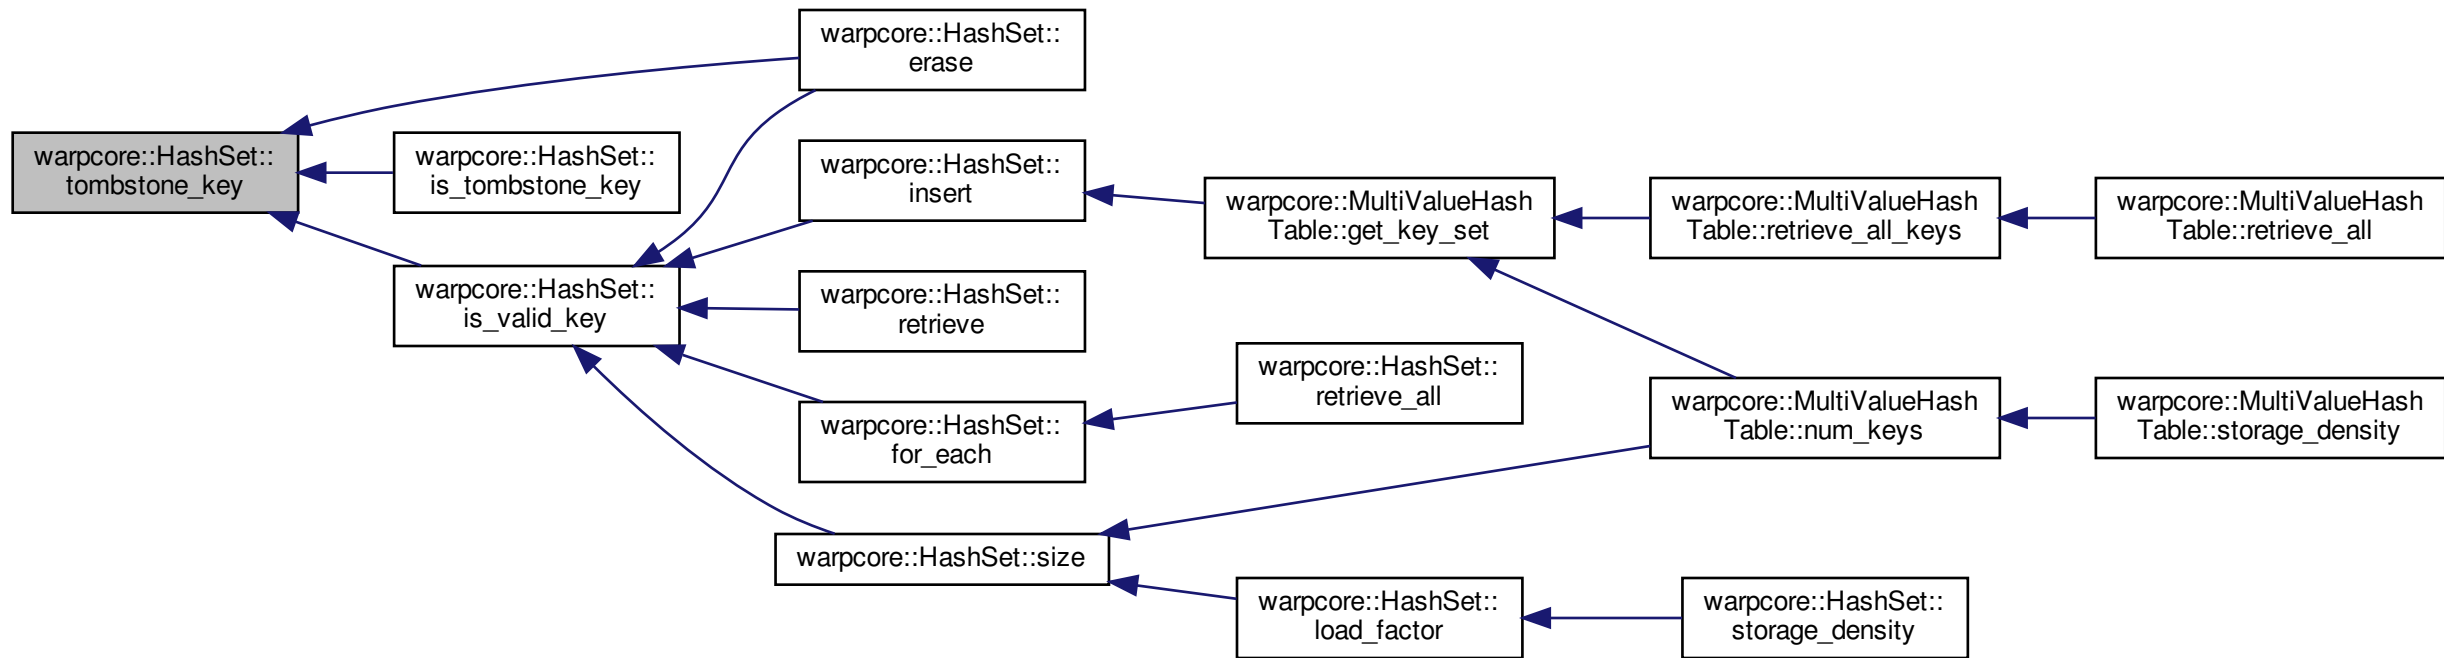 warpcore::HashSet::
tombstone_key
warpcore::HashSet::
is_tombstone_key
warpcore::HashSet::
is_valid_key
warpcore::HashSet::
erase
warpcore::HashSet::
insert
warpcore::HashSet::
retrieve
warpcore::HashSet::
for_each
warpcore::HashSet::size
warpcore::MultiValueHash
Table::get_key_set
warpcore::HashSet::
retrieve_all
warpcore::HashSet::
load_factor
warpcore::MultiValueHash
Table::retrieve_all_keys
warpcore::MultiValueHash
Table::num_keys
warpcore::HashSet::
storage_density
warpcore::MultiValueHash
Table::retrieve_all
warpcore::MultiValueHash
Table::storage_density